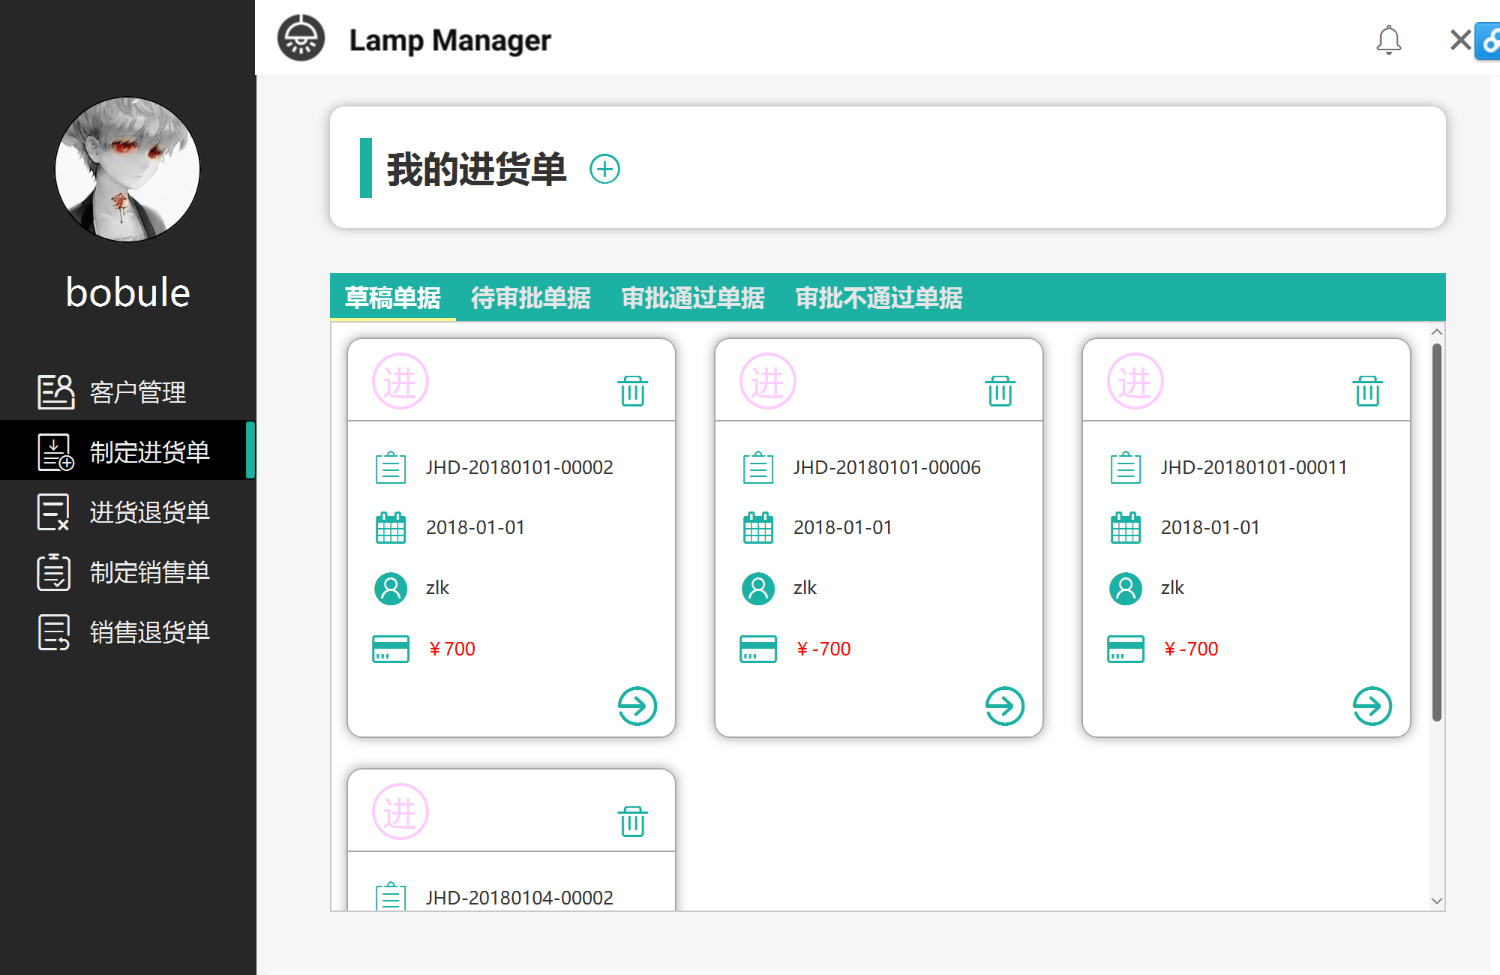 Lamp Manager
bobule
客户管理
制定进货单
进货退货单
制定销售单
销售退货单
我的进货单
草稿单据 待审批单据 审批通过单据 审批不通过单据
进
JHD-20180101-00002
2018-01-01
zlk
¥700
进
JHD-20180101-00006
2018-01-01
zlk
¥-700
进
JHD-20180101-00011
2018-01-01
zlk
¥-700
进
JHD-20180104-00002